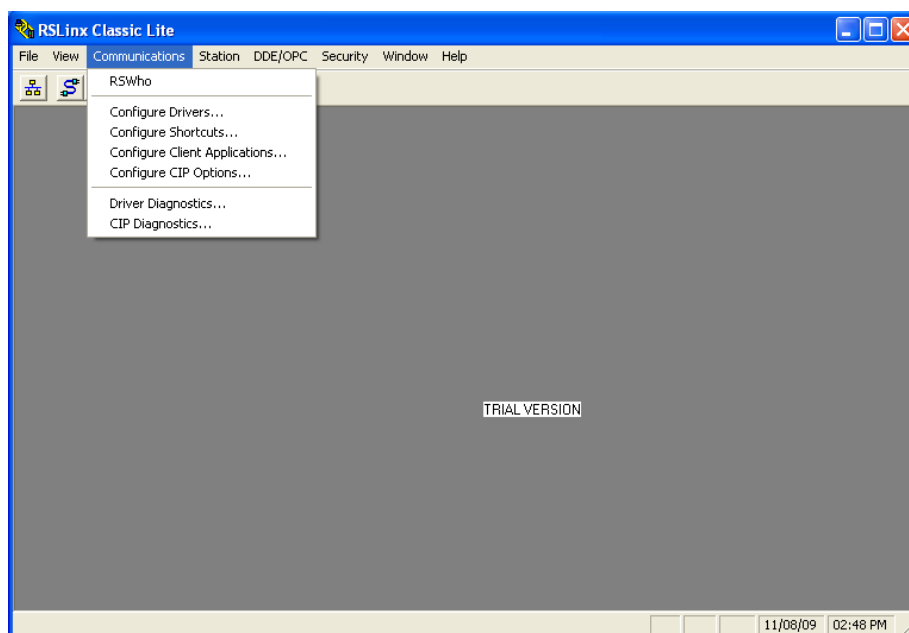 RSLinx Classic Lite
File View Communications Station DDE/OPC Security Window Help
RSWho
Configure Drivers...
Configure Shortcuts...
Configure Client Applications...
Configure CIP Options...
Driver Diagnostics...
CIP Diagnostics...
TRIAL VERSION
11/08/09 02:48 PM